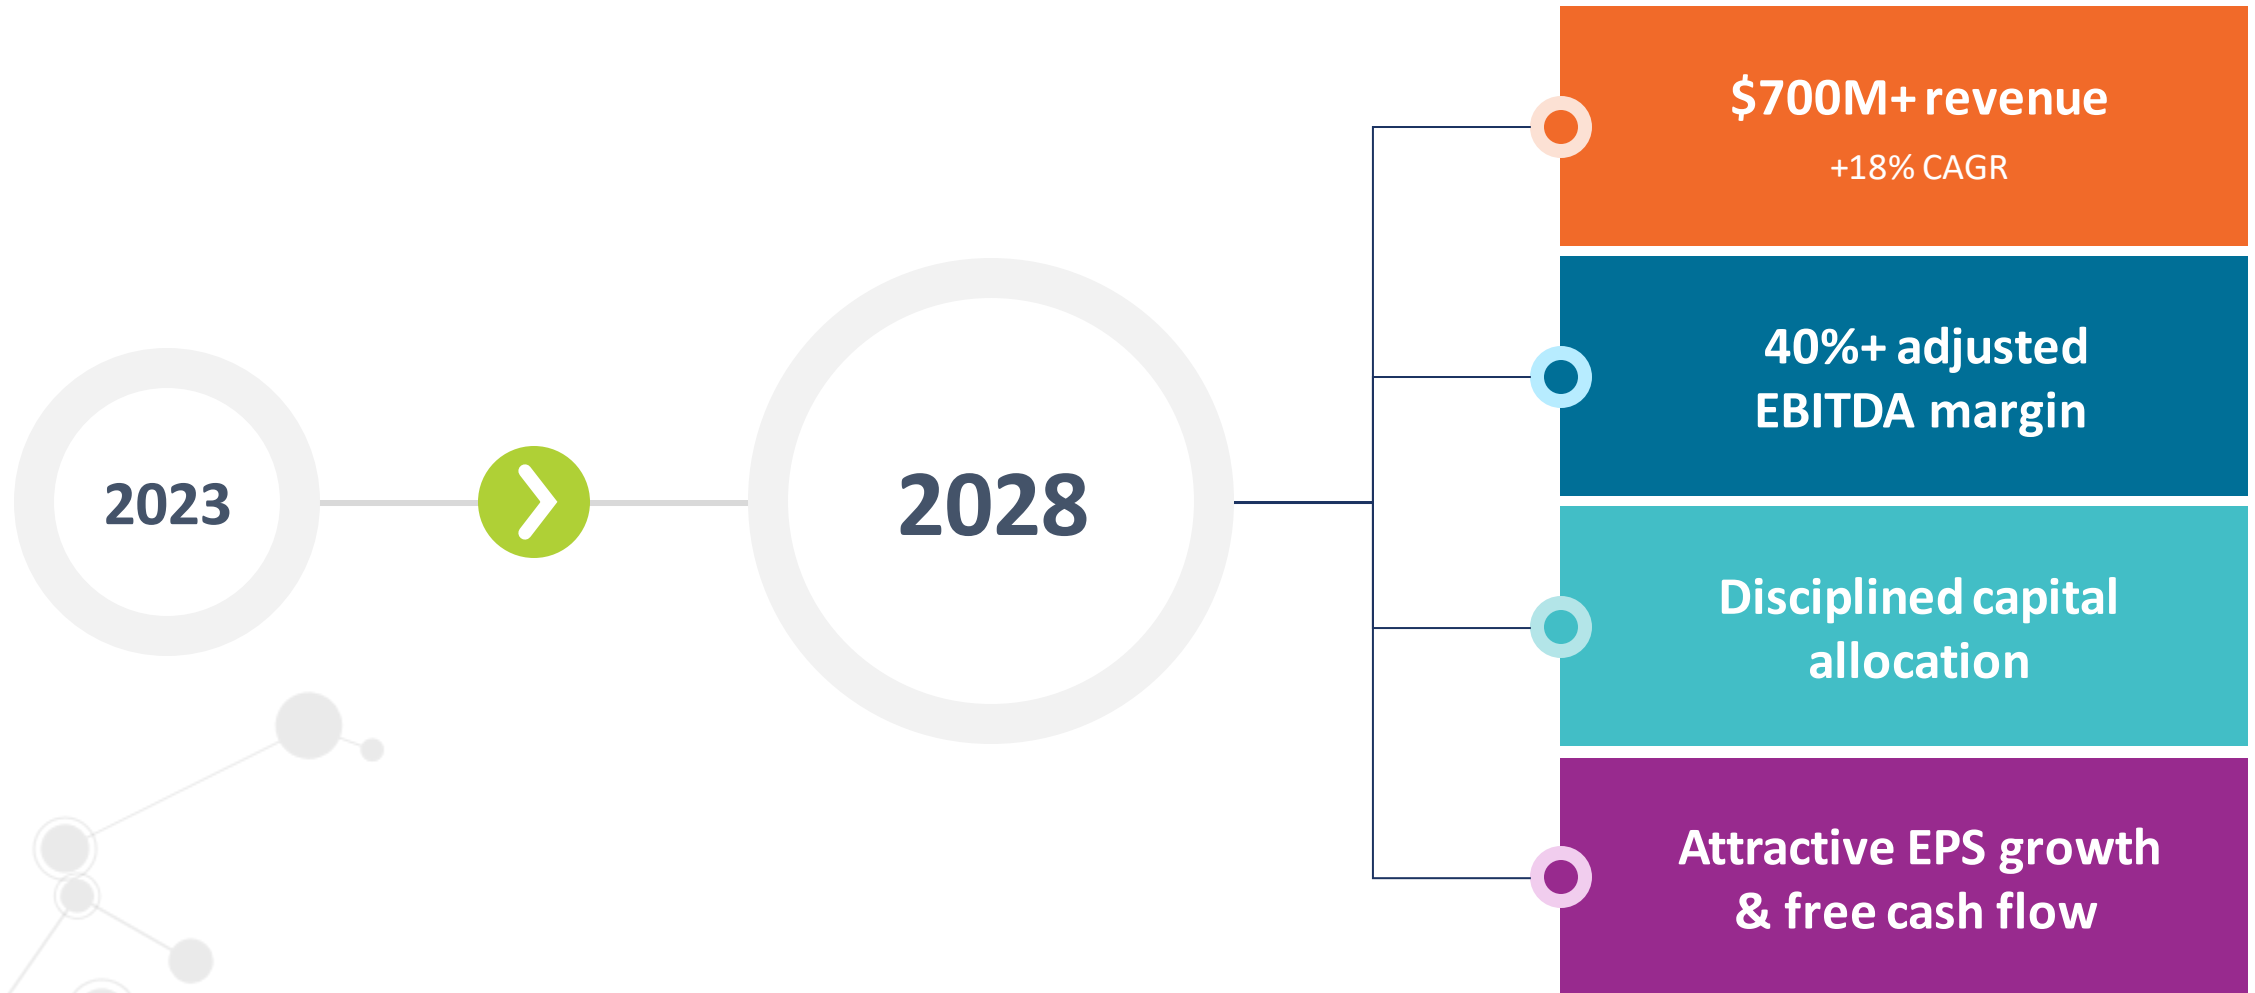 2023
2028
$700M+ revenue
+18% CAGR
40%+ adjusted
EBITDA margin
Disciplined capital
allocation
Attractive EPS growth
& free cash flow